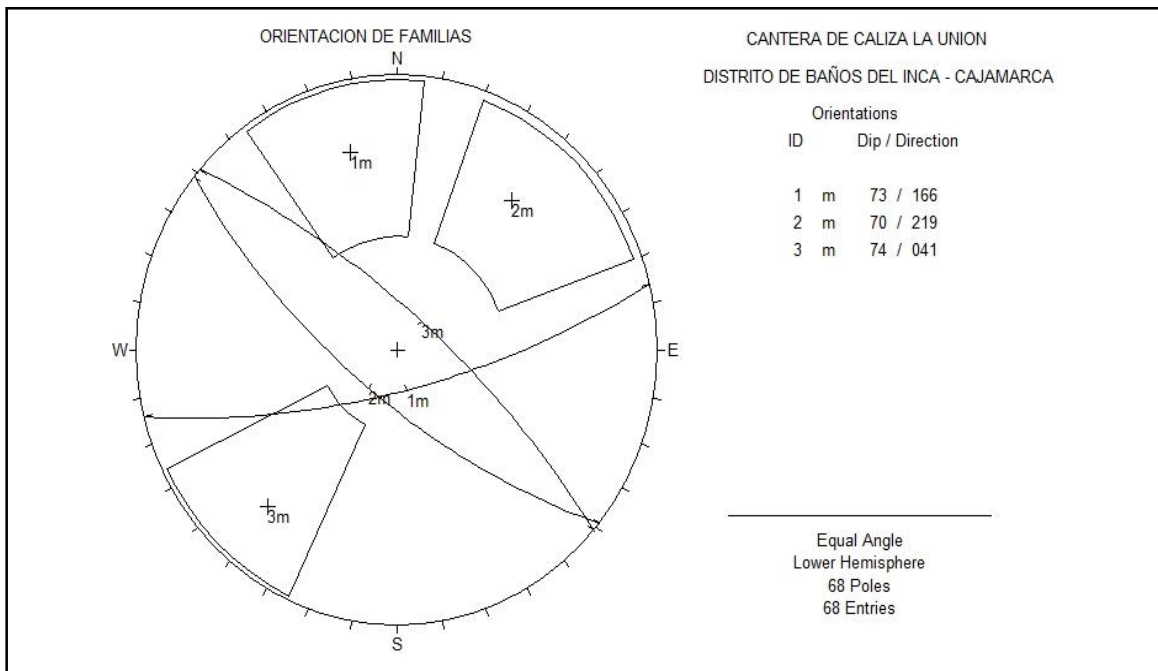 ORIENTACION DE FAMILIAS
N
1m
2m
W
E
3m
2m
1m
3m
S
CANTERA DE CALIZA LA UNION
DISTRITO DE BAÑOS DEL INCA - CAJAMARCA
Orientations
ID Dip / Direction
1 m 73 / 166
2 m 70 / 219
3 m 74 / 041
Equal Angle
Lower Hemisphere
68 Poles
68 Entries